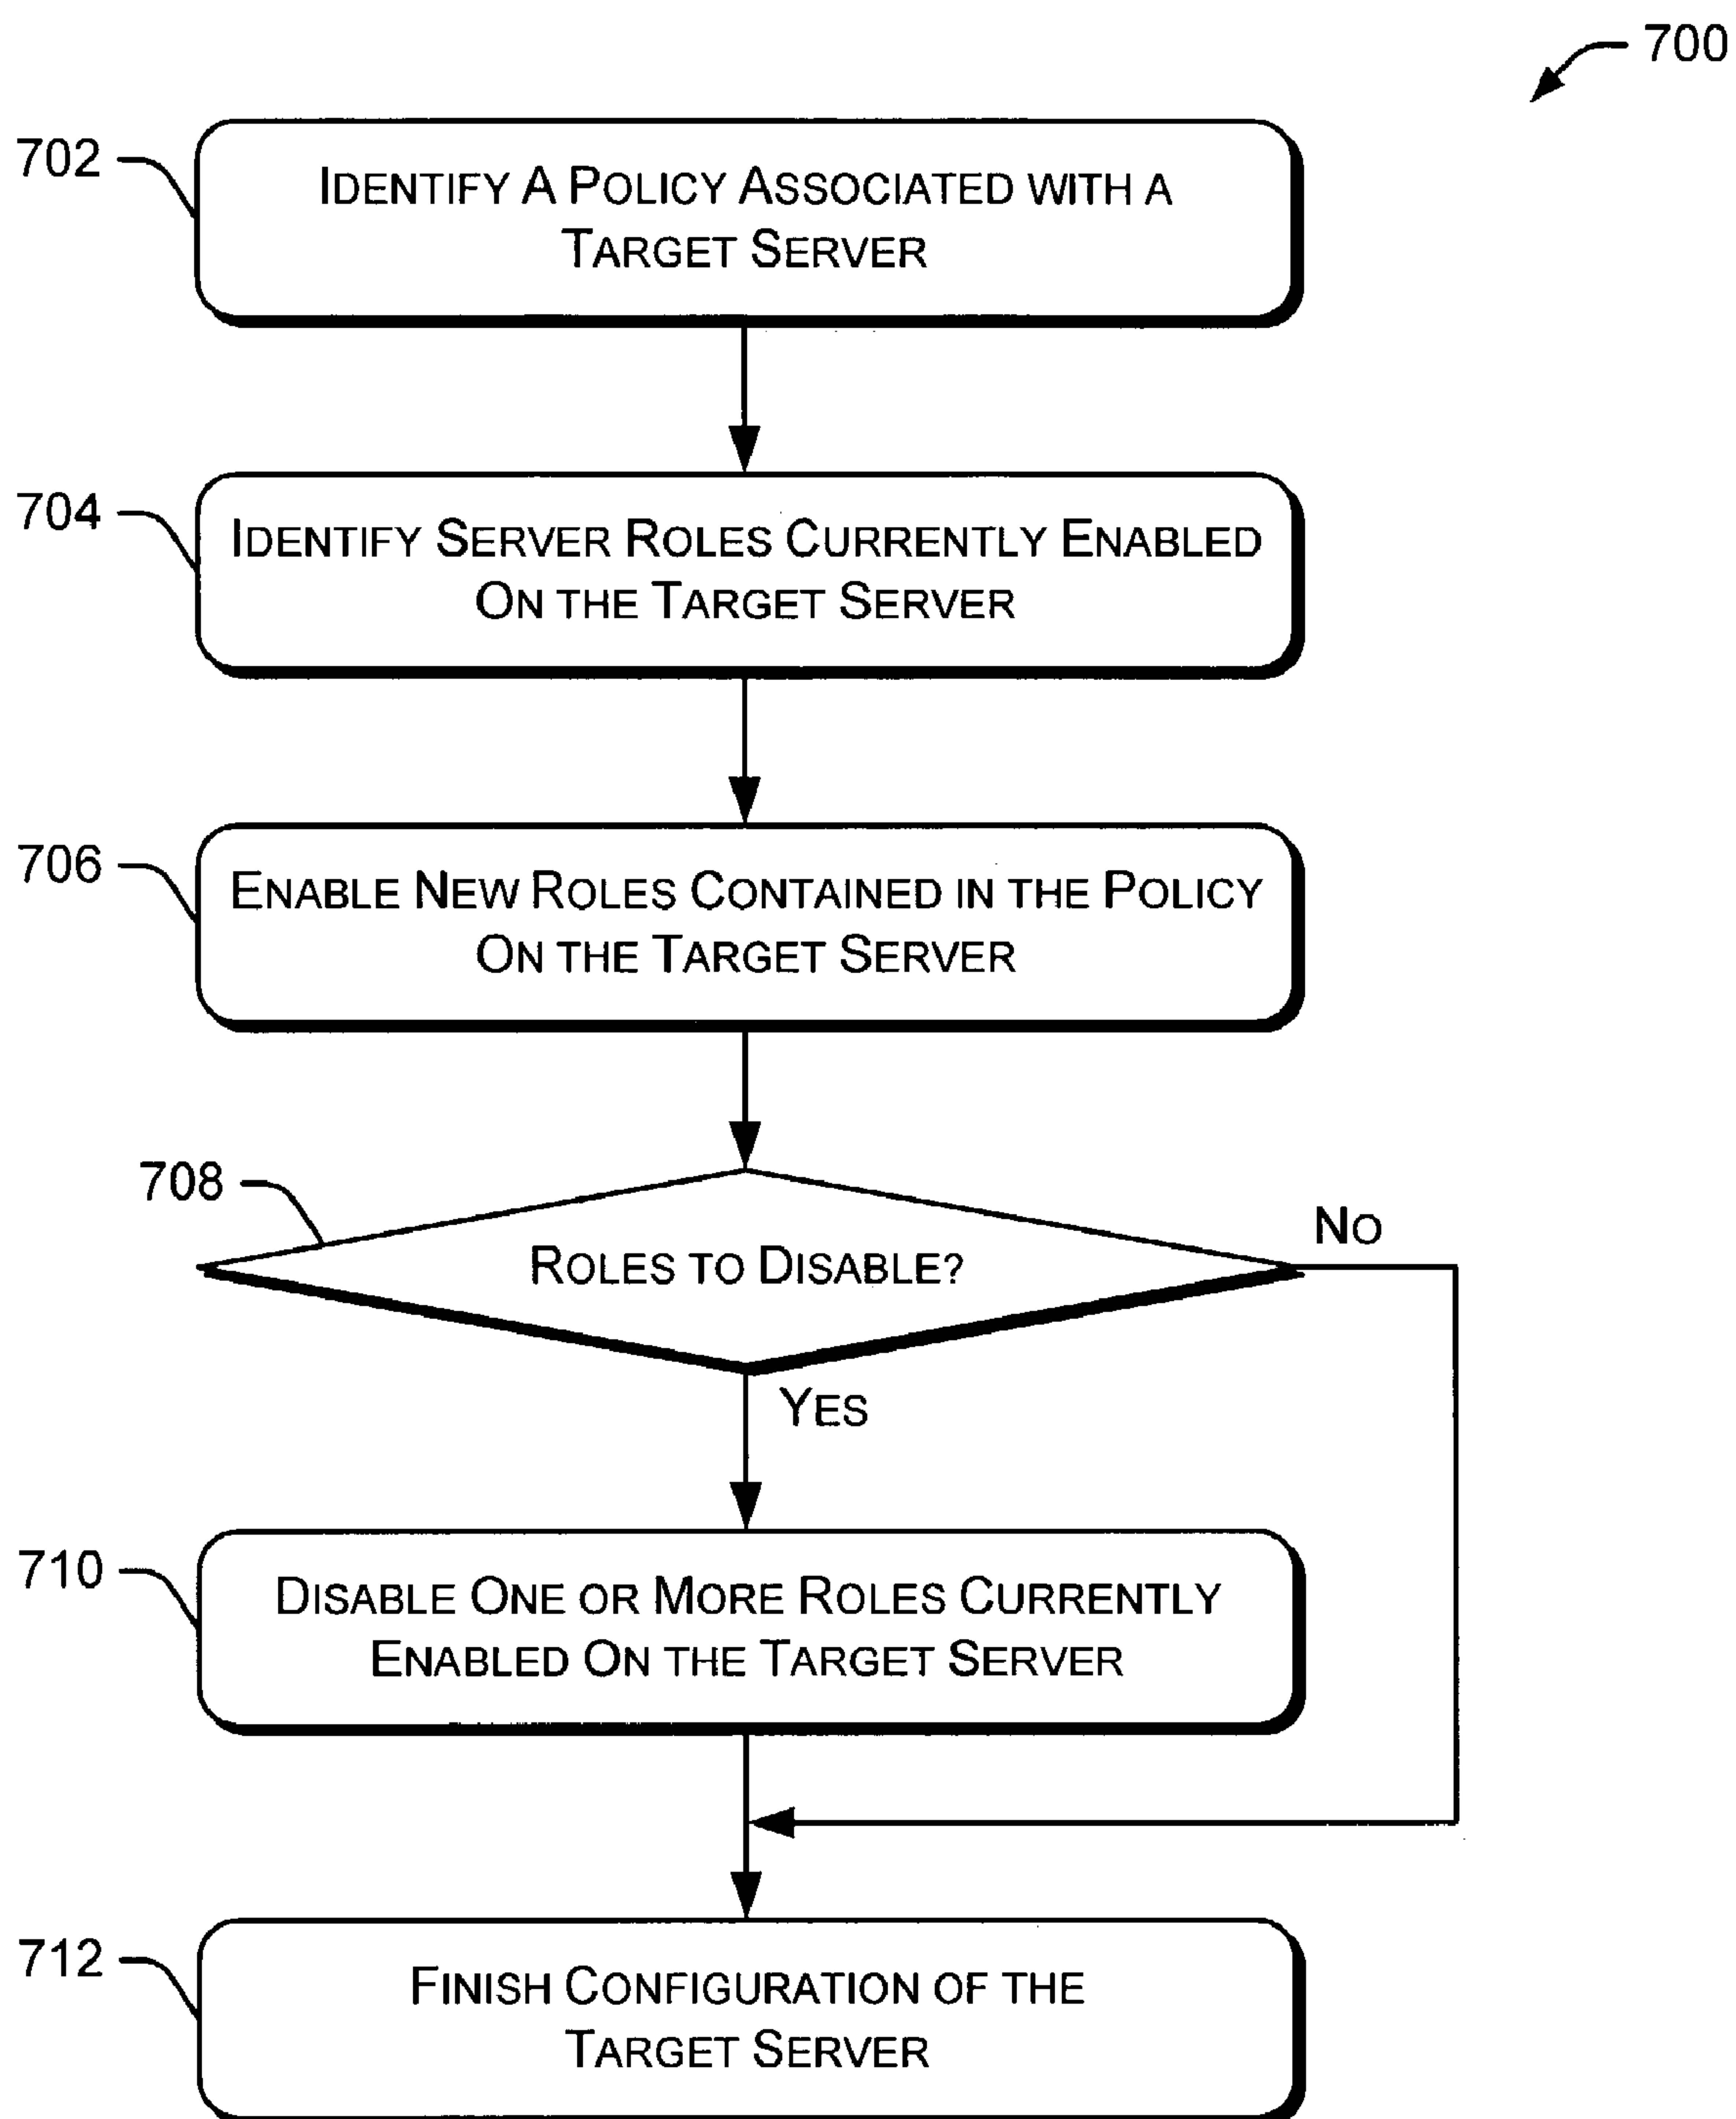 700
702
IDENTIFY A POLICY ASSOCIATED WITH A
TARGET SERVER
704
IDENTIFY SERVER ROLES CURRENTLY ENABLED
ON THE TARGET SERVER
706
ENABLE NEW ROLES CONTAINED IN THE POLICY
ON THE TARGET SERVER
708
ROLES TO DISABLE?
NO
YES
710
DISABLE ONE OR MORE ROLES CURRENTLY
ENABLED ON THE TARGET SERVER
712
FINISH CONFIGURATION OF THE
TARGET SERVER